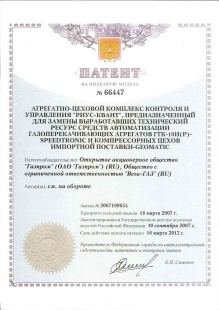 ПАТЕНТ
№ 66447
АГРЕГАТНО-ЦЕХОВОЙ КОМПЛЕКС КОНТРОЛЯ И
УПРАВЛЕНИЯ "РИУС-КВАНТ", ПРЕДНАЗНАЧЕННЫЙ
ДЛЯ ЗАМЕНЫ ВЫРАБОТАВШИХ ТЕХНИЧЕСКИЙ
РЕСУРС СРЕДСТВ АВТОМАТИЗАЦИИ
ГАЗОПЕРЕКАЧИВАЮЩИХ АГРЕГАТОВ ГТК-10И(Р)-
SPEEDTRONIC И КОМПРЕССОРНЫХ ЦЕХОВ
ИМПОРТНОЙ ПОСТАВКИ-GEOMATIC
Патентообладатель(ли): Открытое акционерное общество
"Газпром" (ОАО "Газпром") (RU), Общество с
ограниченной ответственностью "Вега-ГАЗ" (RU)
Автор(ы): см. на обороте
Заявка № 2007109654
Приоритет полезной модели 16 марта 2007 г.
Зарегистрировано в Государственном реестре полезных
моделей Российской Федерации 10 сентября 2007 г.
Срок действия патента истекает 16 марта 2012 г.
Руководитель Федеральной службы по интеллектуальной
собственности, патентам и товарным знакам
Б.П. Симонов